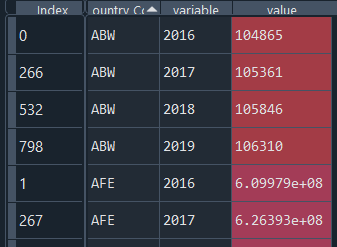 Index ountry Co variable value
0 ABW 2016 104865
266 ABW 2017 105361
532 ABW 2018 105846
798 ABW 2019 106310
1 AFE 2016 6.09979e+08
267 AFE 2017 6.26393e+08